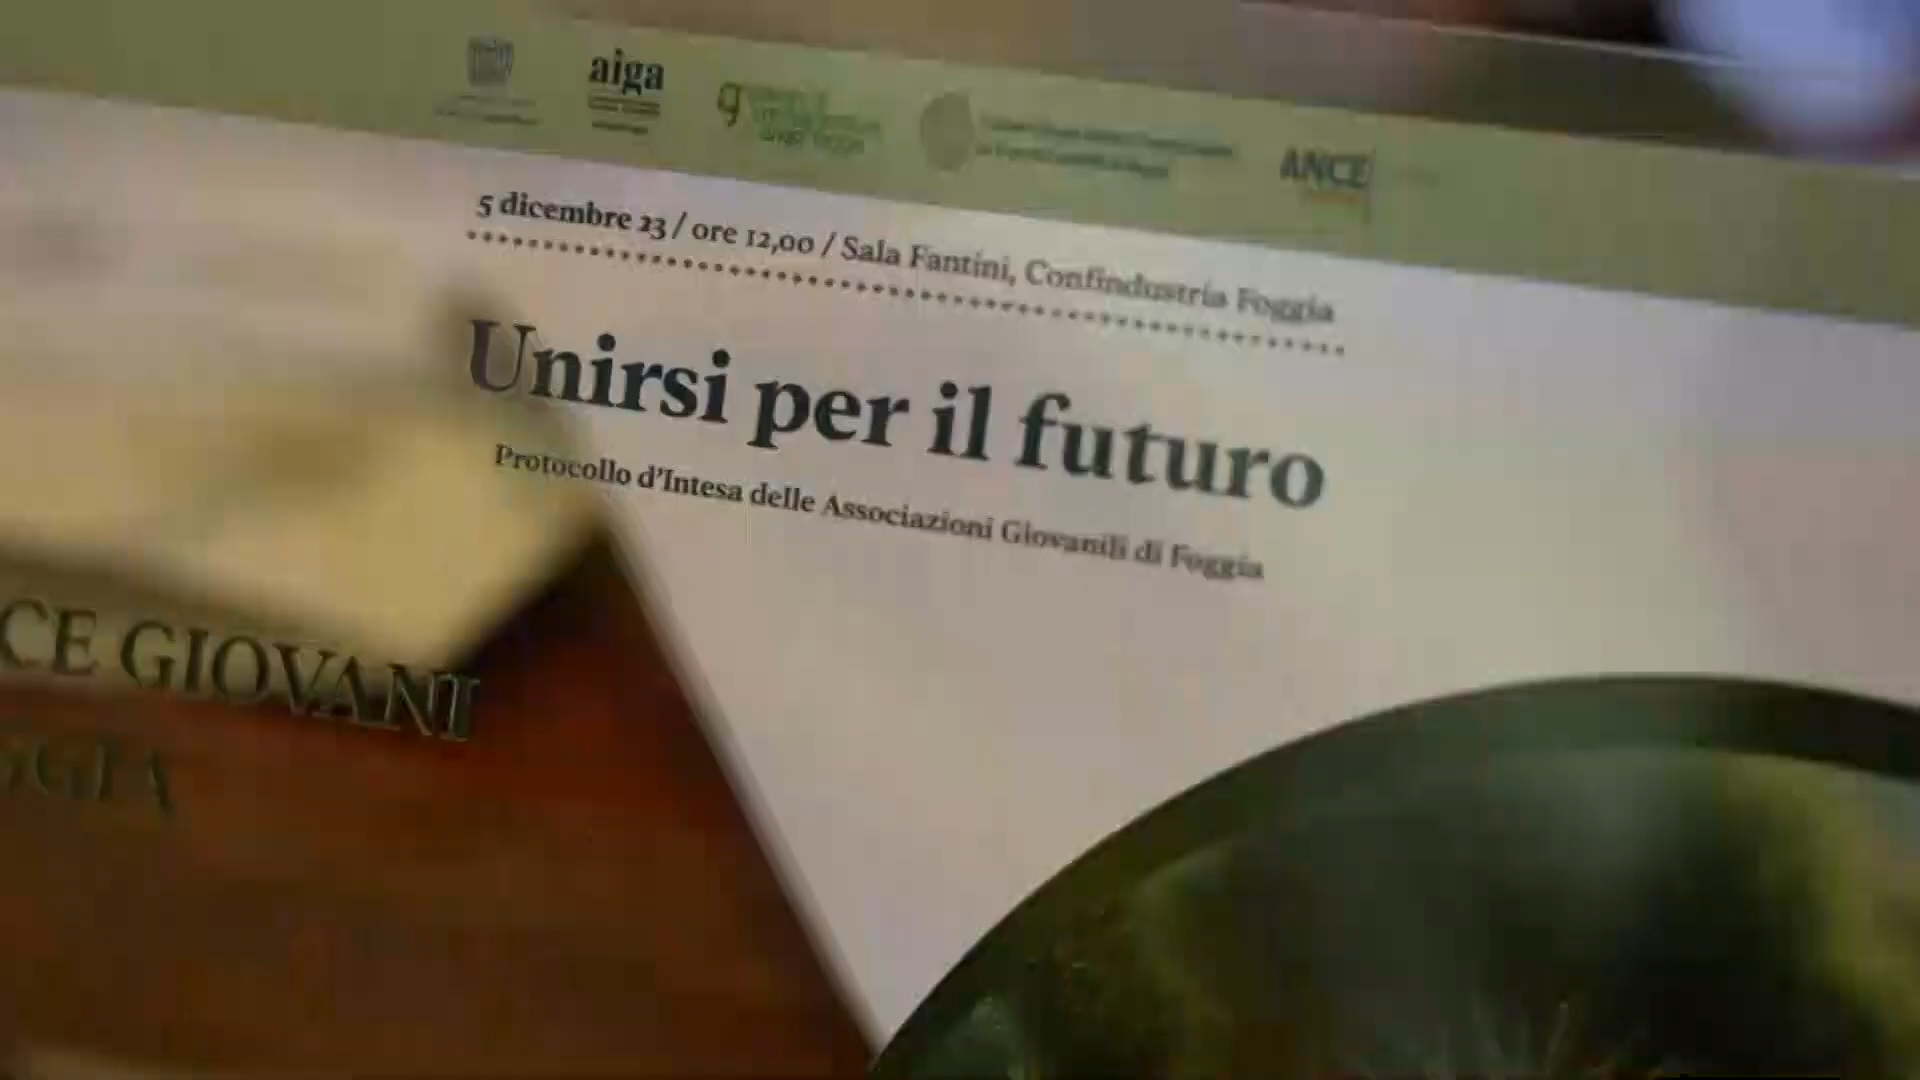 aiga
ANCE
5 dicembre 23 / ore 12,00 / Sala Fantini, Confindustria Foggia
Unirsi per il futuro
Protocollo d'Intesa delle Associazioni Giovanili di Foggia
CE GIOVANI
GGIA